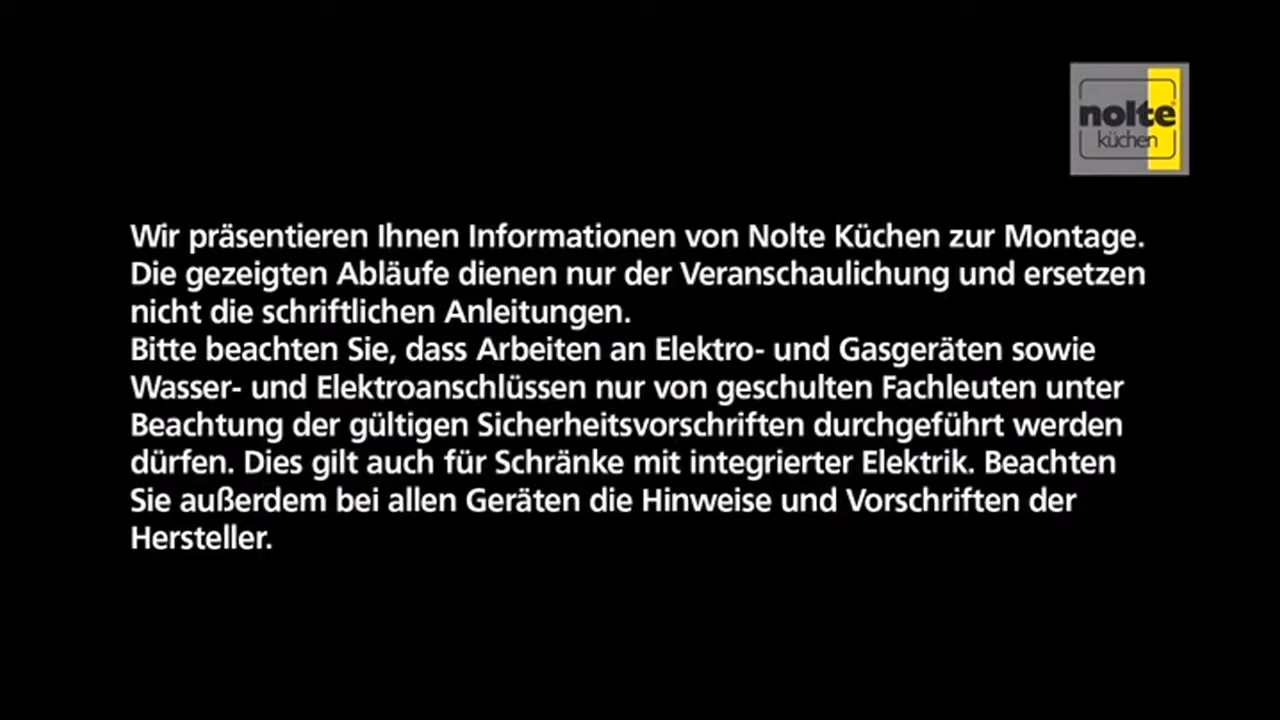 nolte
küchen
Wir präsentieren Ihnen Informationen von Nolte Küchen zur Montage.
Die gezeigten Abläufe dienen nur der Veranschaulichung und ersetzen
nicht die schriftlichen Anleitungen.
Bitte beachten Sie, dass Arbeiten an Elektro- und Gasgeräten sowie
Wasser- und Elektroanschlüssen nur von geschulten Fachleuten unter
Beachtung der gültigen Sicherheitsvorschriften durchgeführt werden
dürfen. Dies gilt auch für Schränke mit integrierter Elektrik. Beachten
Sie außerdem bei allen Geräten die Hinweise und Vorschriften der
Hersteller.